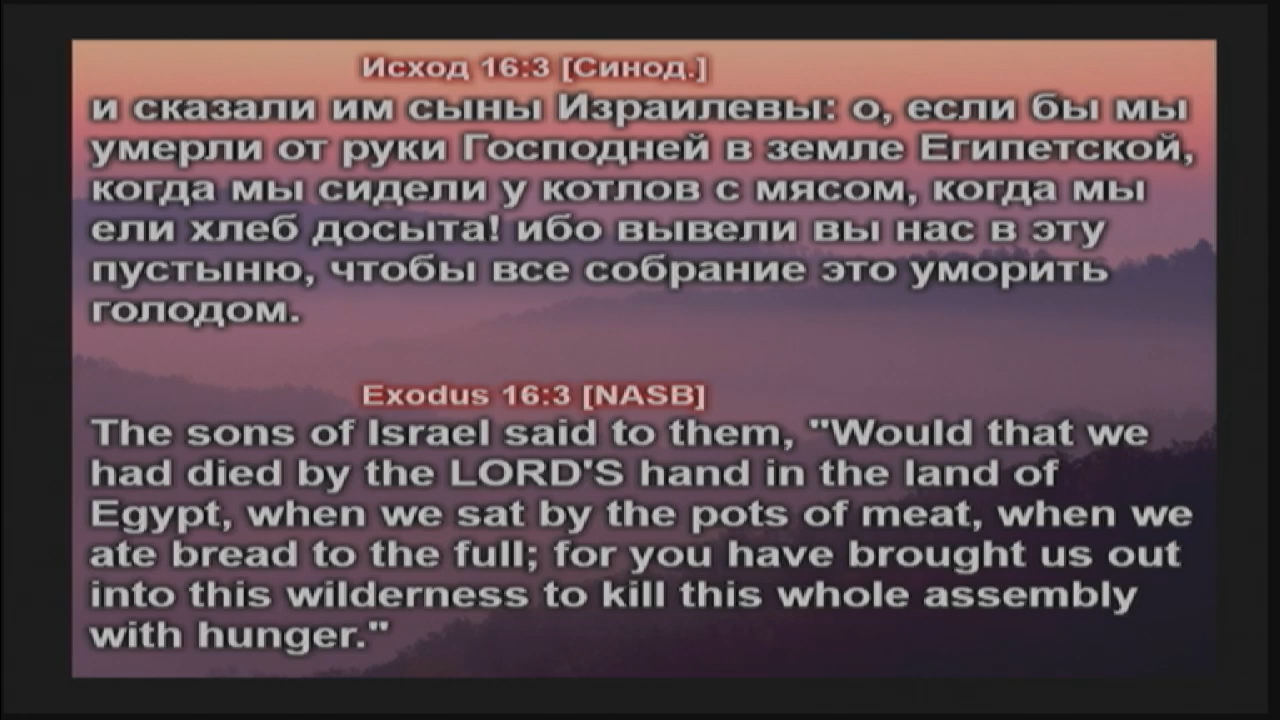 Исход 16:3 [Синод.]
и сказали им сыны Израилевы: о, если бы мы
умерли от руки Господней в земле Египетской,
когда мы сидели у котлов с мясом, когда мы
ели хлеб досыта! ибо вывели вы нас в эту
пустыню, чтобы все собрание это уморить
голодом.
Exodus 16:3 [NASB]
The sons of Israel said to them, "Would that we
had died by the LORD'S hand in the land of
Egypt, when we sat by the pots of meat, when we
ate bread to the full; for you have brought us out
into this wilderness to kill this whole assembly
with hunger."